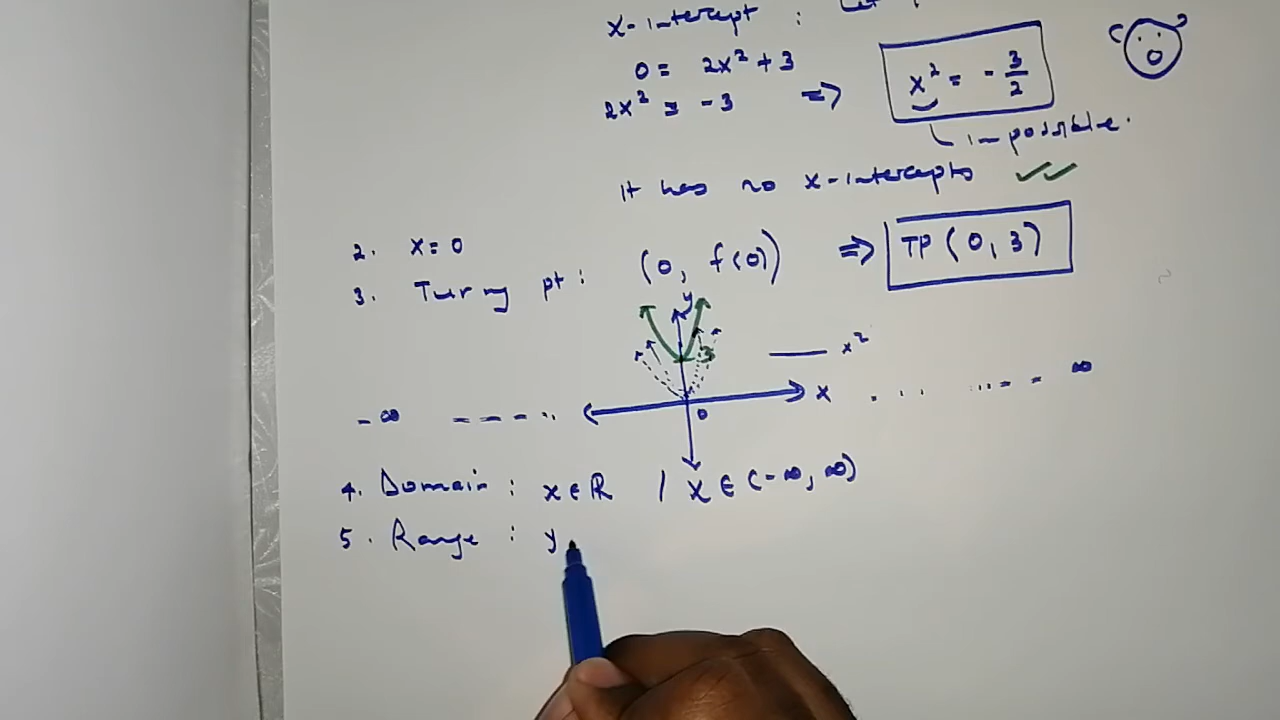 x-intercept :
0 = 2x² + 3
2x² = -3 => x² = -3/2
impossible.
It has no x-intercepts
2. x = 0
3. Turing pt : (0, f(0)) => TP (0, 3)
y
3
x²
-∞ x ∞
0
4. Domain : x ∈ ℝ / x ∈ (-∞, ∞)
5. Range : y